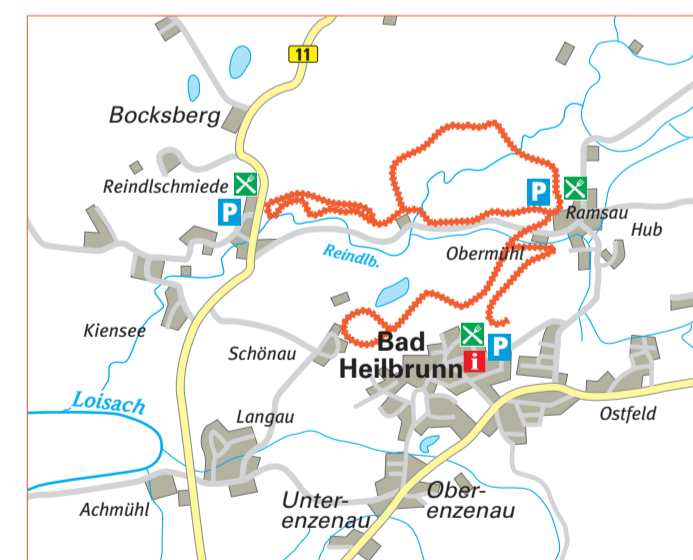 11
Bocksberg
Reindlschmiede
P
P
Ramsau
Hub
Obermühl
Reindlb.
Kiensee
Schönau
Bad
Heilbrunn
P
i
Loisach
Langau
Ostfeld
Achmühl
Unter-
enzenau
Ober-
enzenau